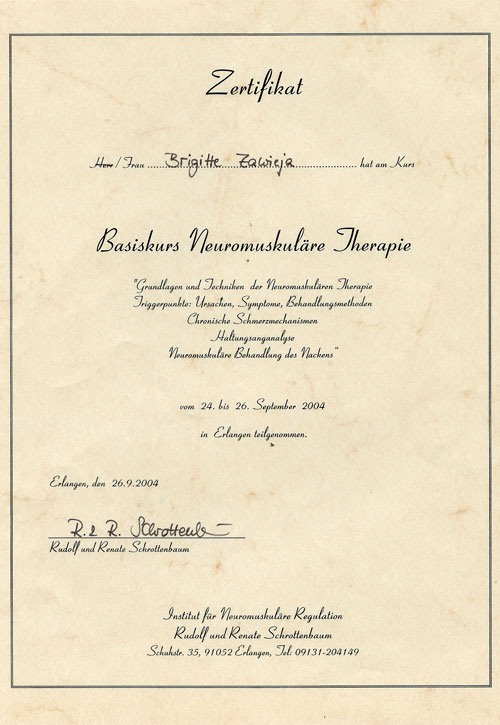 Zertifikat
Herr / Frau Brigitte Zawieja hat am Kurs
Basiskurs Neuromuskuläre Therapie
"Grundlagen und Techniken der Neuromuskulären Therapie
Triggerpunkte: Ursachen, Symptome, Behandlungsmethoden
Chronische Schmerzmechanismen
Haltungsanganalyse
Neuromuskuläre Behandlung des Nackens"
vom 24. bis 26. September 2004
in Erlangen teilgenommen.
Erlangen, den 26.9.2004
R. & R. Schrottenb
Rudolf und Renate Schrottenbaum
Institut für Neuromuskuläre Regulation
Rudolf und Renate Schrottenbaum
Schuhstr. 35, 91052 Erlangen, Tel: 09131-204149